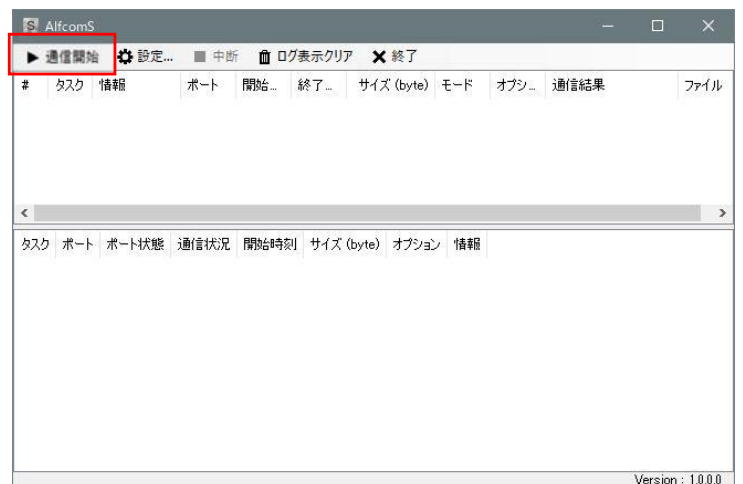 S AlfcomS
通信開始 設定... 中断 ログ表示クリア 終了
# タスク 情報 ポート 開始... 終了... サイズ (byte) モード オプシ... 通信結果 ファイル
タスク ポート ポート状態 通信状況 開始時刻 サイズ (byte) オプション 情報
Version : 1.0.0.0